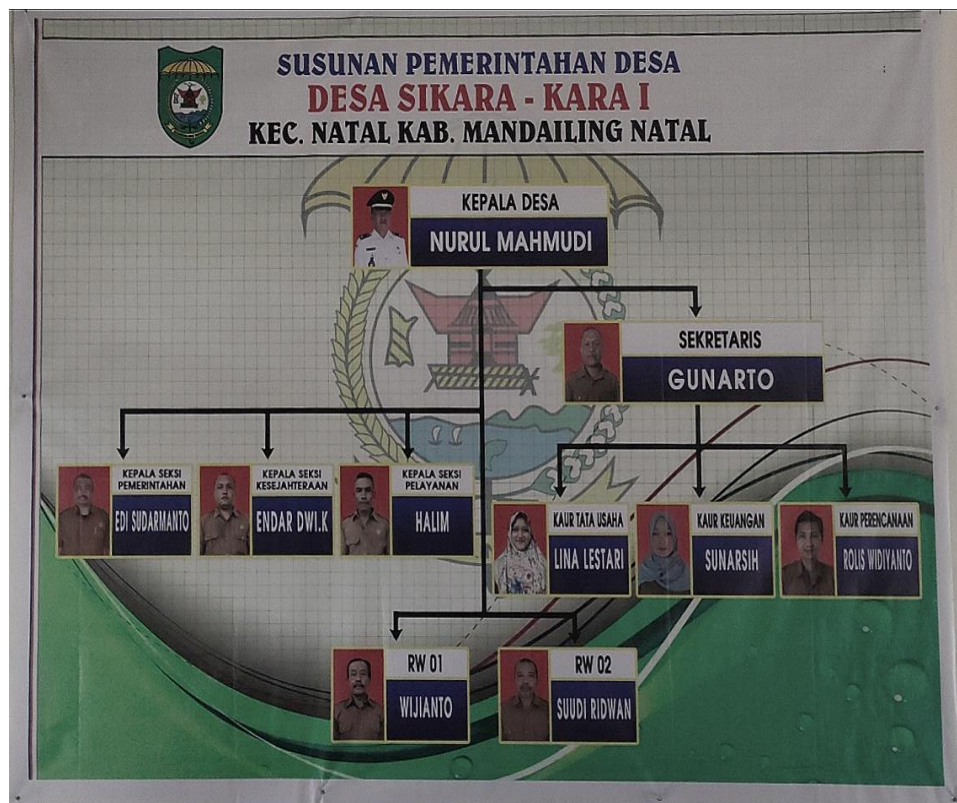 SUSUNAN PEMERINTAHAN DESA
DESA SIKARA - KARA I
KEC. NATAL KAB. MANDAILING NATAL
KEPALA DESA
NURUL MAHMUDI
SEKRETARIS
GUNARTO
KEPALA SEKSI
PEMERINTAHAN
EDI SUDARMANTO
KEPALA SEKSI
KESEJAHTERAAN
ENDAR DWI.K
KEPALA SEKSI
PELAYANAN
HALIM
KAUR TATA USAHA
LINA LESTARI
KAUR KEUANGAN
SUNARSIH
KAUR PERENCANAAN
ROLIS WIDIYANTO
RW 01
WIJIANTO
RW 02
SUUDI RIDWAN